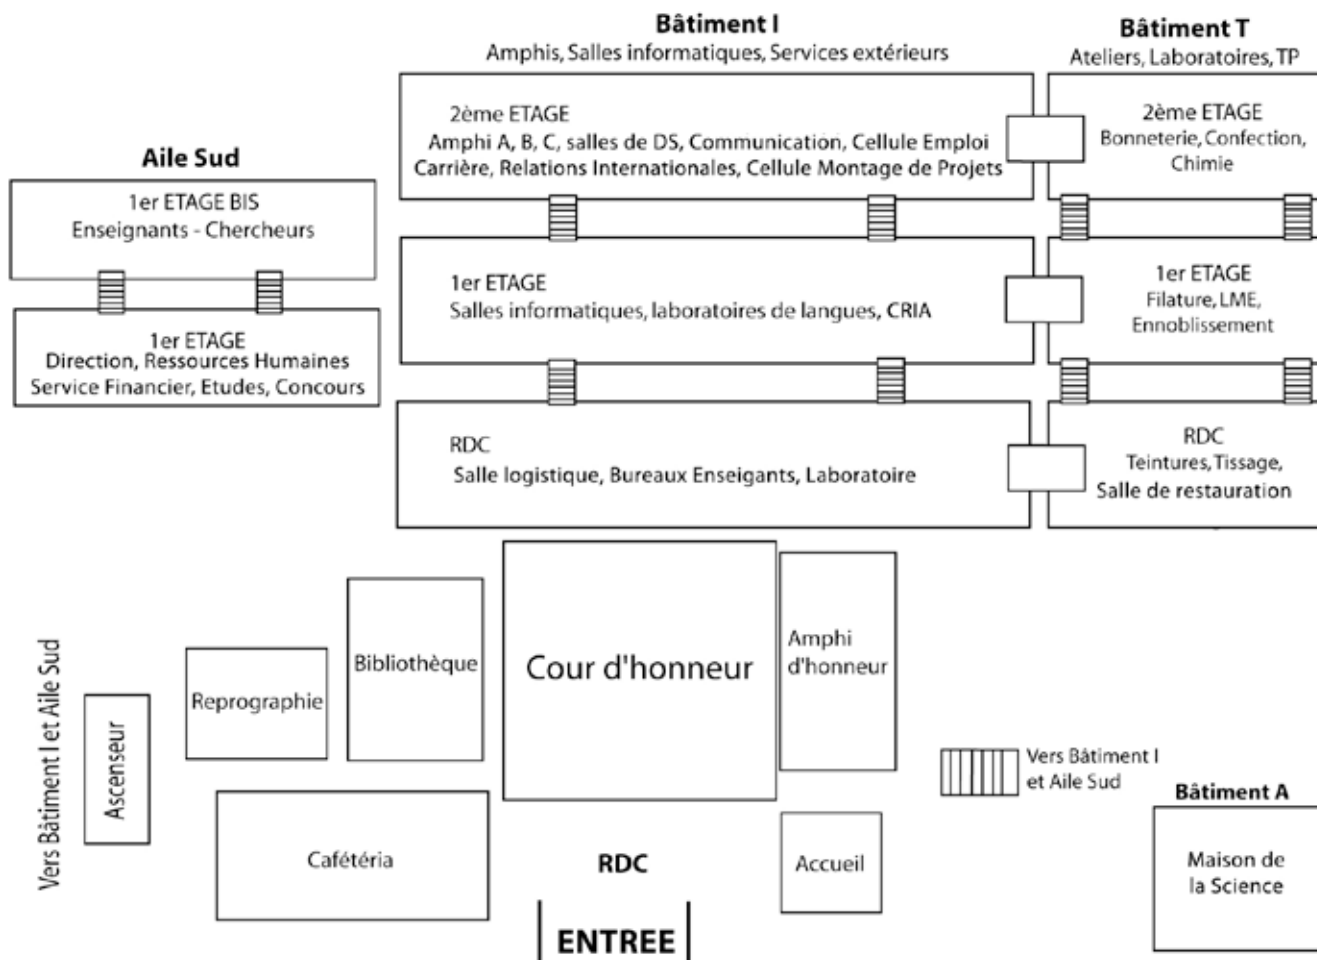 Bâtiment I
Amphis, Salles informatiques, Services extérieurs
2ème ETAGE
Amphi A, B, C, salles de DS, Communication, Cellule Emploi
Carrière, Relations Internationales, Cellule Montage de Projets
1er ETAGE
Salles informatiques, laboratoires de langues, CRIA
RDC
Salle logistique, Bureaux Enseigants, Laboratoire
Bâtiment T
Ateliers, Laboratoires, TP
2ème ETAGE
Bonneterie, Confection,
Chimie
1er ETAGE
Filature, LME,
Ennoblissement
RDC
Teintures, Tissage,
Salle de restauration
Aile Sud
1er ETAGE BIS
Enseignants - Chercheurs
1er ETAGE
Direction, Ressources Humaines
Service Financier, Etudes, Concours
Vers Bâtiment I et Aile Sud
Ascenseur
Reprographie
Bibliothèque
Cour d'honneur
Amphi
d'honneur
Vers Bâtiment I
et Aile Sud
Cafétéria
RDC
Accueil
Bâtiment A
Maison de
la Science
ENTREE